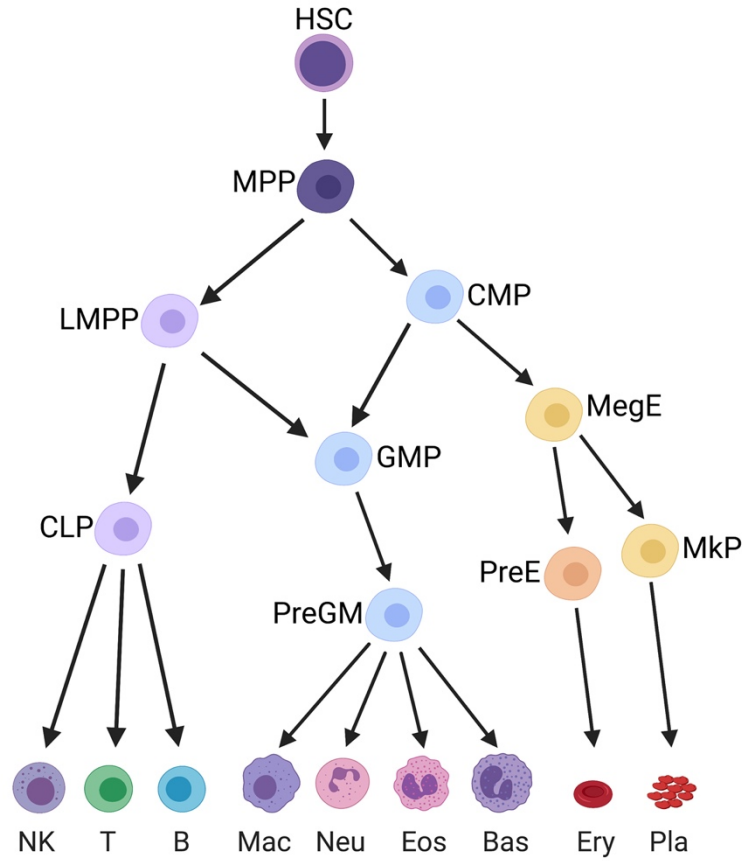 HSC
MPP
CMP
LMPP
MegE
GMP
CLP
MkP
PreE
PreGM
NK T B Mac Neu Eos Bas Ery Pla